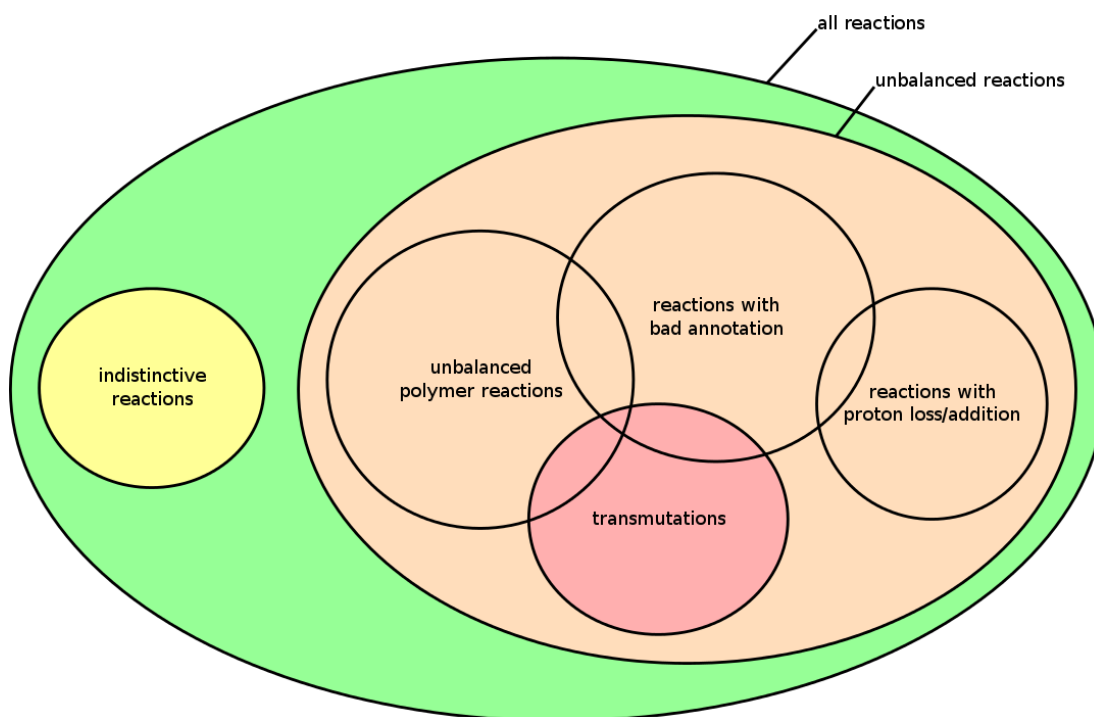 all reactions
unbalanced reactions
reactions with
bad annotation
unbalanced
polymer reactions
indistinctive
reactions
reactions with
proton loss/addition
transmutations